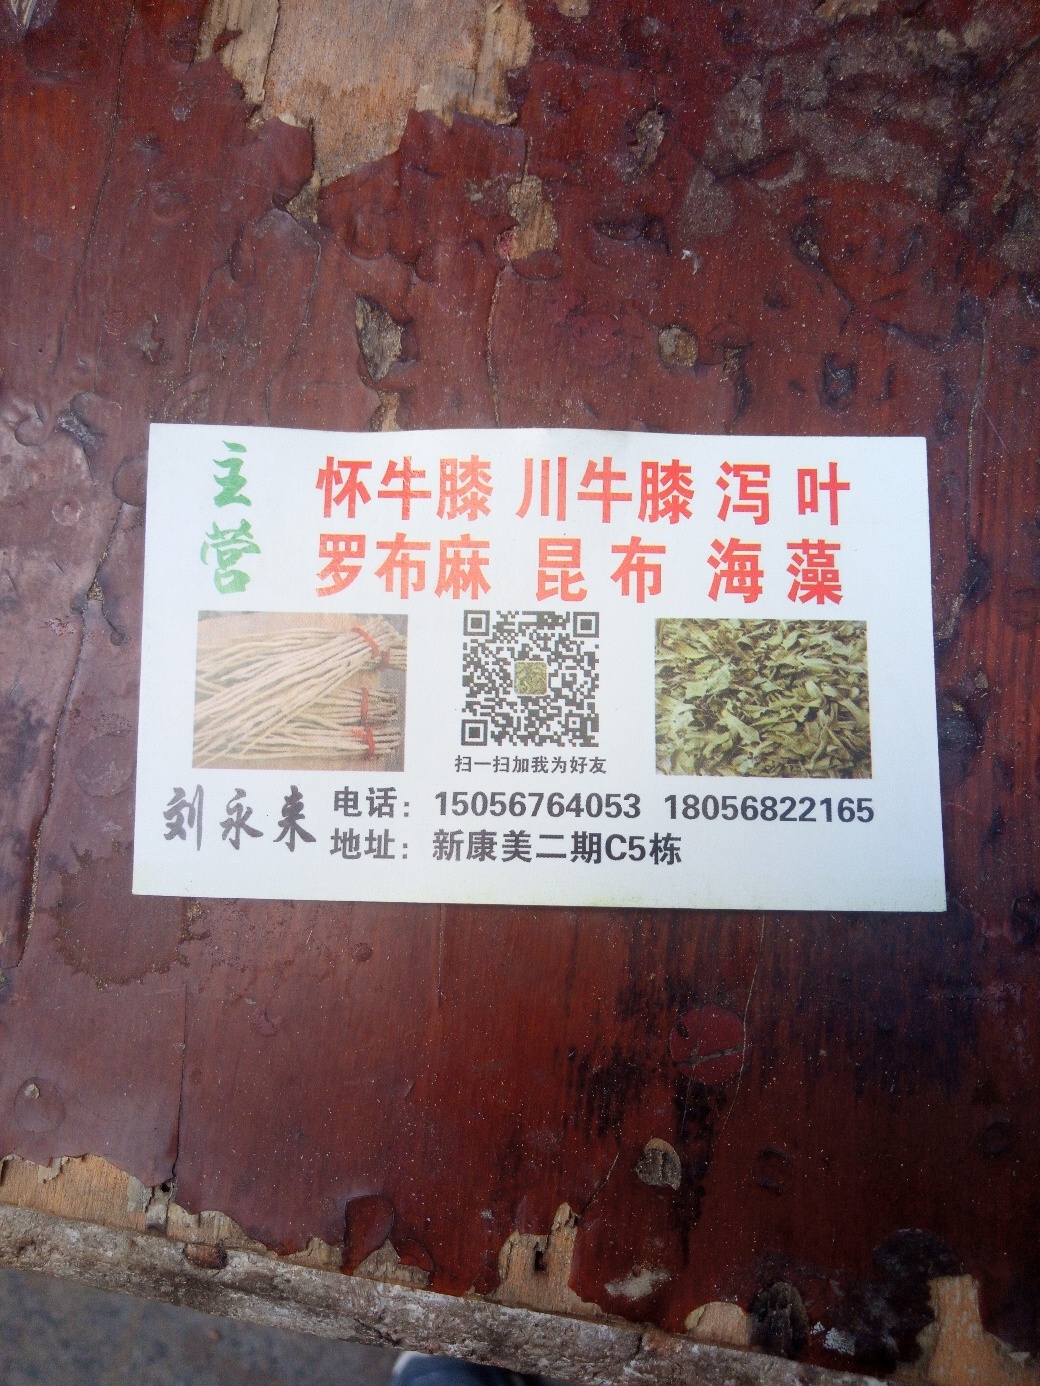 主营
怀牛膝 川牛膝 泻叶
罗布麻 昆布 海藻
扫一扫加我为好友
刘永来
电话：15056764053 18056822165
地址：新康美二期C5栋